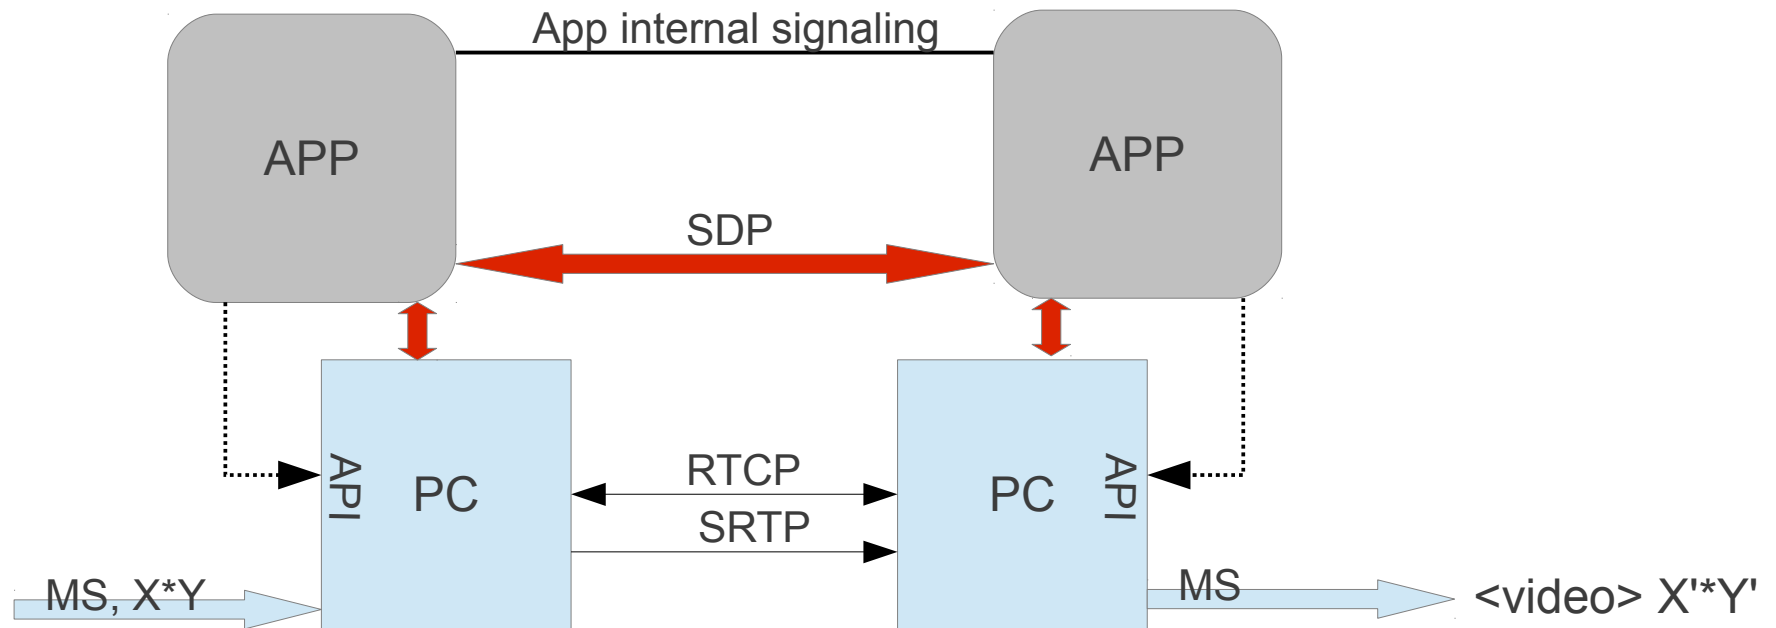 App internal signaling
APP
APP
SDP
API
PC
RTCP
SRTP
PC
API
MS, X*Y
MS
<video> X'*Y'